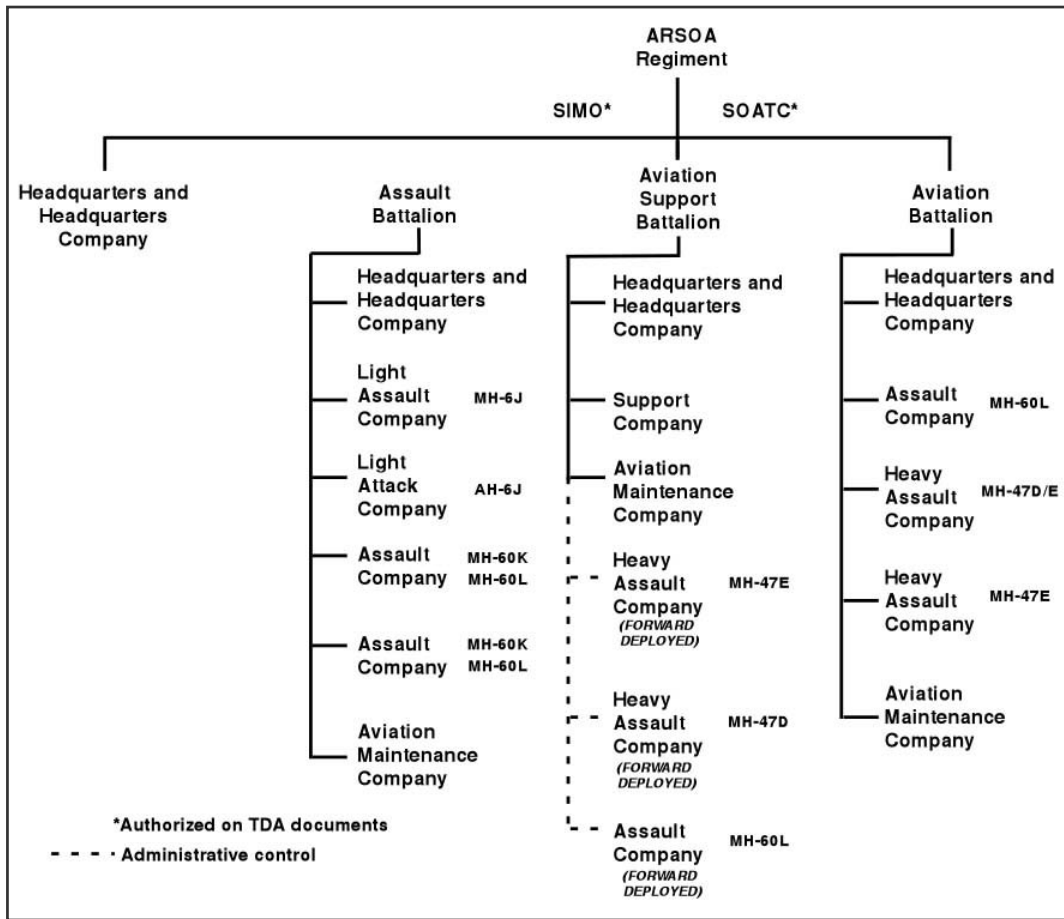 ARSOA
Regiment
SIMO*
SOATC*
Headquarters and
Headquarters
Company
Assault
Battalion
Headquarters and
Headquarters
Company
Light
Assault
Company
MH-6J
Light
Attack
Company
AH-6J
Assault
Company
MH-60K
MH-60L
Assault
Company
MH-60K
MH-60L
Aviation
Maintenance
Company
Aviation
Support
Battalion
Headquarters and
Headquarters
Company
Support
Company
Aviation
Maintenance
Company
Heavy
Assault
Company
(FORWARD
DEPLOYED)
MH-47E
Heavy
Assault
Company
(FORWARD
DEPLOYED)
MH-47D
Assault
Company
(FORWARD
DEPLOYED)
MH-60L
Aviation
Battalion
Headquarters and
Headquarters
Company
Assault
Company
MH-60L
Heavy
Assault
Company
MH-47D/E
Heavy
Assault
Company
MH-47E
Aviation
Maintenance
Company
*Authorized on TDA documents
Administrative control